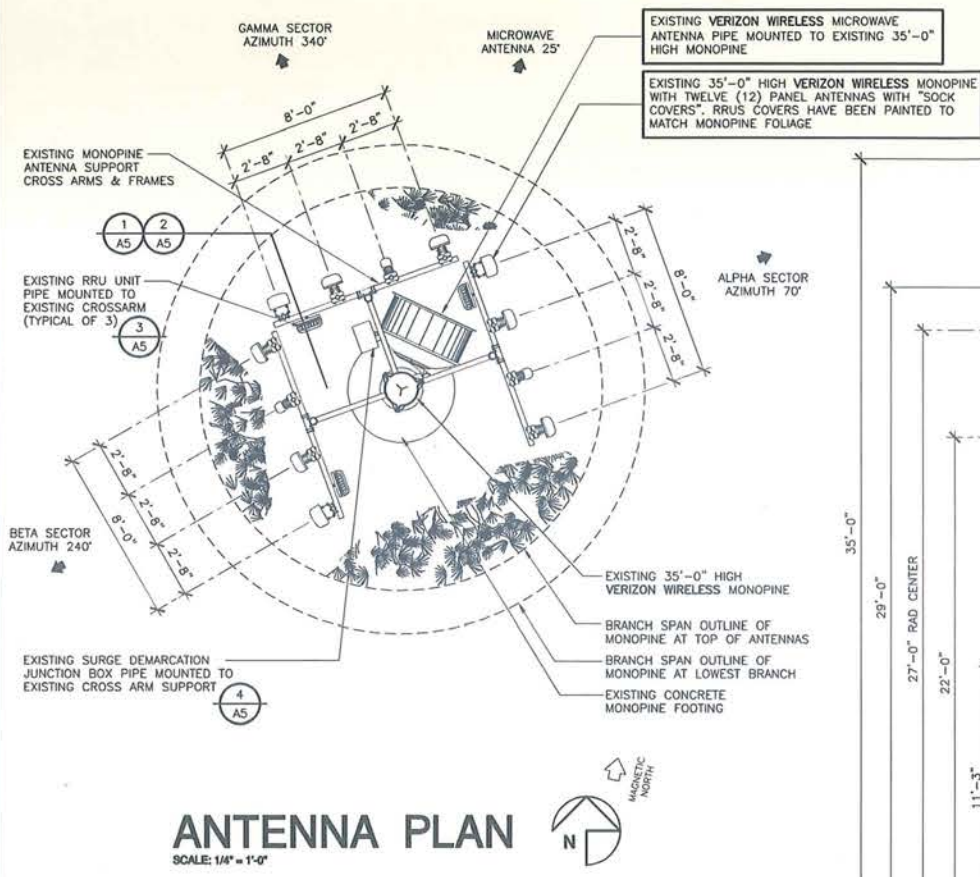 GAMMA SECTOR
AZIMUTH 340°
MICROWAVE
ANTENNA 25°
EXISTING VERIZON WIRELESS MICROWAVE
ANTENNA PIPE MOUNTED TO EXISTING 35'-0"
HIGH MONOPINE
EXISTING 35'-0" HIGH VERIZON WIRELESS MONOPINE
WITH TWELVE (12) PANEL ANTENNAS WITH "SOCK
COVERS". RRUS COVERS HAVE BEEN PAINTED TO
MATCH MONOPINE FOLIAGE
8'-0"
2'-8"
2'-8"
2'-8"
EXISTING MONOPINE
ANTENNA SUPPORT
CROSS ARMS & FRAMES
1
A5
2
A5
EXISTING RRU UNIT
PIPE MOUNTED TO
EXISTING CROSSARM
(TYPICAL OF 3)
3
A5
2'-8"
2'-8"
2'-8"
8'-0"
ALPHA SECTOR
AZIMUTH 70°
2'-8"
2'-8"
2'-8"
8'-0"
BETA SECTOR
AZIMUTH 240°
EXISTING SURGE DEMARCATION
JUNCTION BOX PIPE MOUNTED TO
EXISTING CROSS ARM SUPPORT
4
A5
EXISTING 35'-0" HIGH
VERIZON WIRELESS MONOPINE
BRANCH SPAN OUTLINE OF
MONOPINE AT TOP OF ANTENNAS
BRANCH SPAN OUTLINE OF
MONOPINE AT LOWEST BRANCH
EXISTING CONCRETE
MONOPINE FOOTING
35'-0"
29'-0"
27'-0" RAD CENTER
22'-0"
11'-3"
ANTENNA PLAN
SCALE: 1/4" = 1'-0"
N
MAGNETIC
NORTH